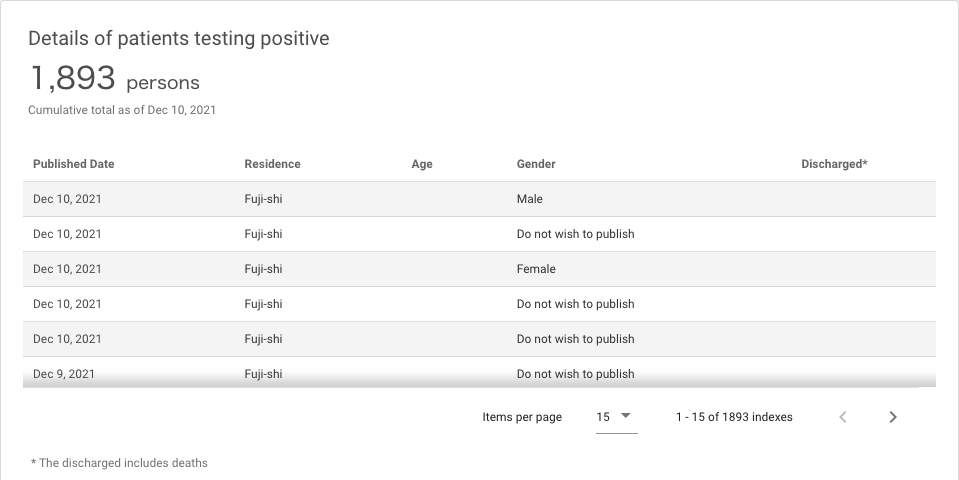 Details of patients testing positive
1,893 persons
Cumulative total as of Dec 10, 2021
Published Date Residence Age Gender Discharged*
Dec 10, 2021 Fuji-shi Male
Dec 10, 2021 Fuji-shi Do not wish to publish
Dec 10, 2021 Fuji-shi Female
Dec 10, 2021 Fuji-shi Do not wish to publish
Dec 10, 2021 Fuji-shi Do not wish to publish
Dec 9, 2021 Fuji-shi Do not wish to publish
Items per page 15 1 - 15 of 1893 indexes
* The discharged includes deaths